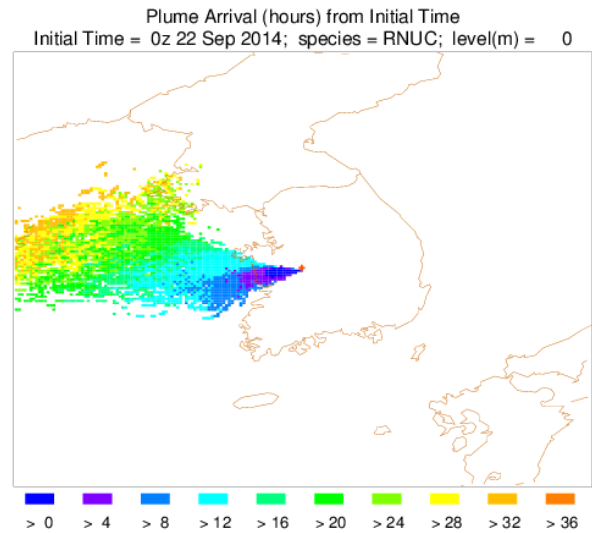 Plume Arrival (hours) from Initial Time
Initial Time = 0z 22 Sep 2014; species = RNUC; level(m) = 0
> 0 > 4 > 8 >12 >16 >20 >24 >28 >32 > 36